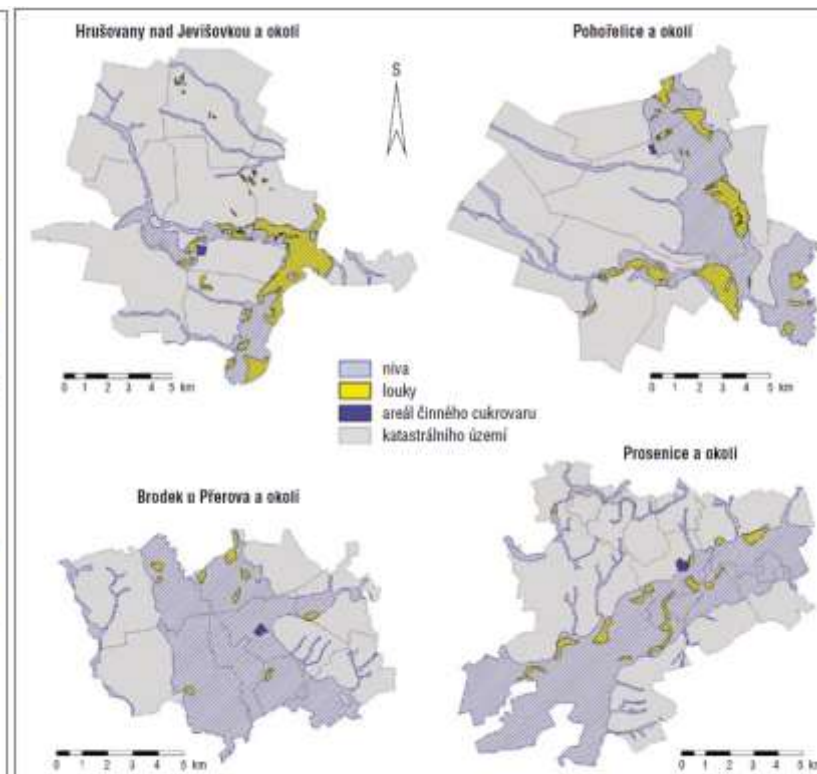 Hrušovany nad Jevišovkou a okolí
Pohořelice a okolí
S
0 1 2 3 4 5 km
0 1 2 3 4 5 km
niva
louky
areál činného cukrovaru
katastrálního území
Brodek u Přerova a okolí
Prosenice a okolí
0 1 2 3 4 5 km
0 1 2 3 4 5 km